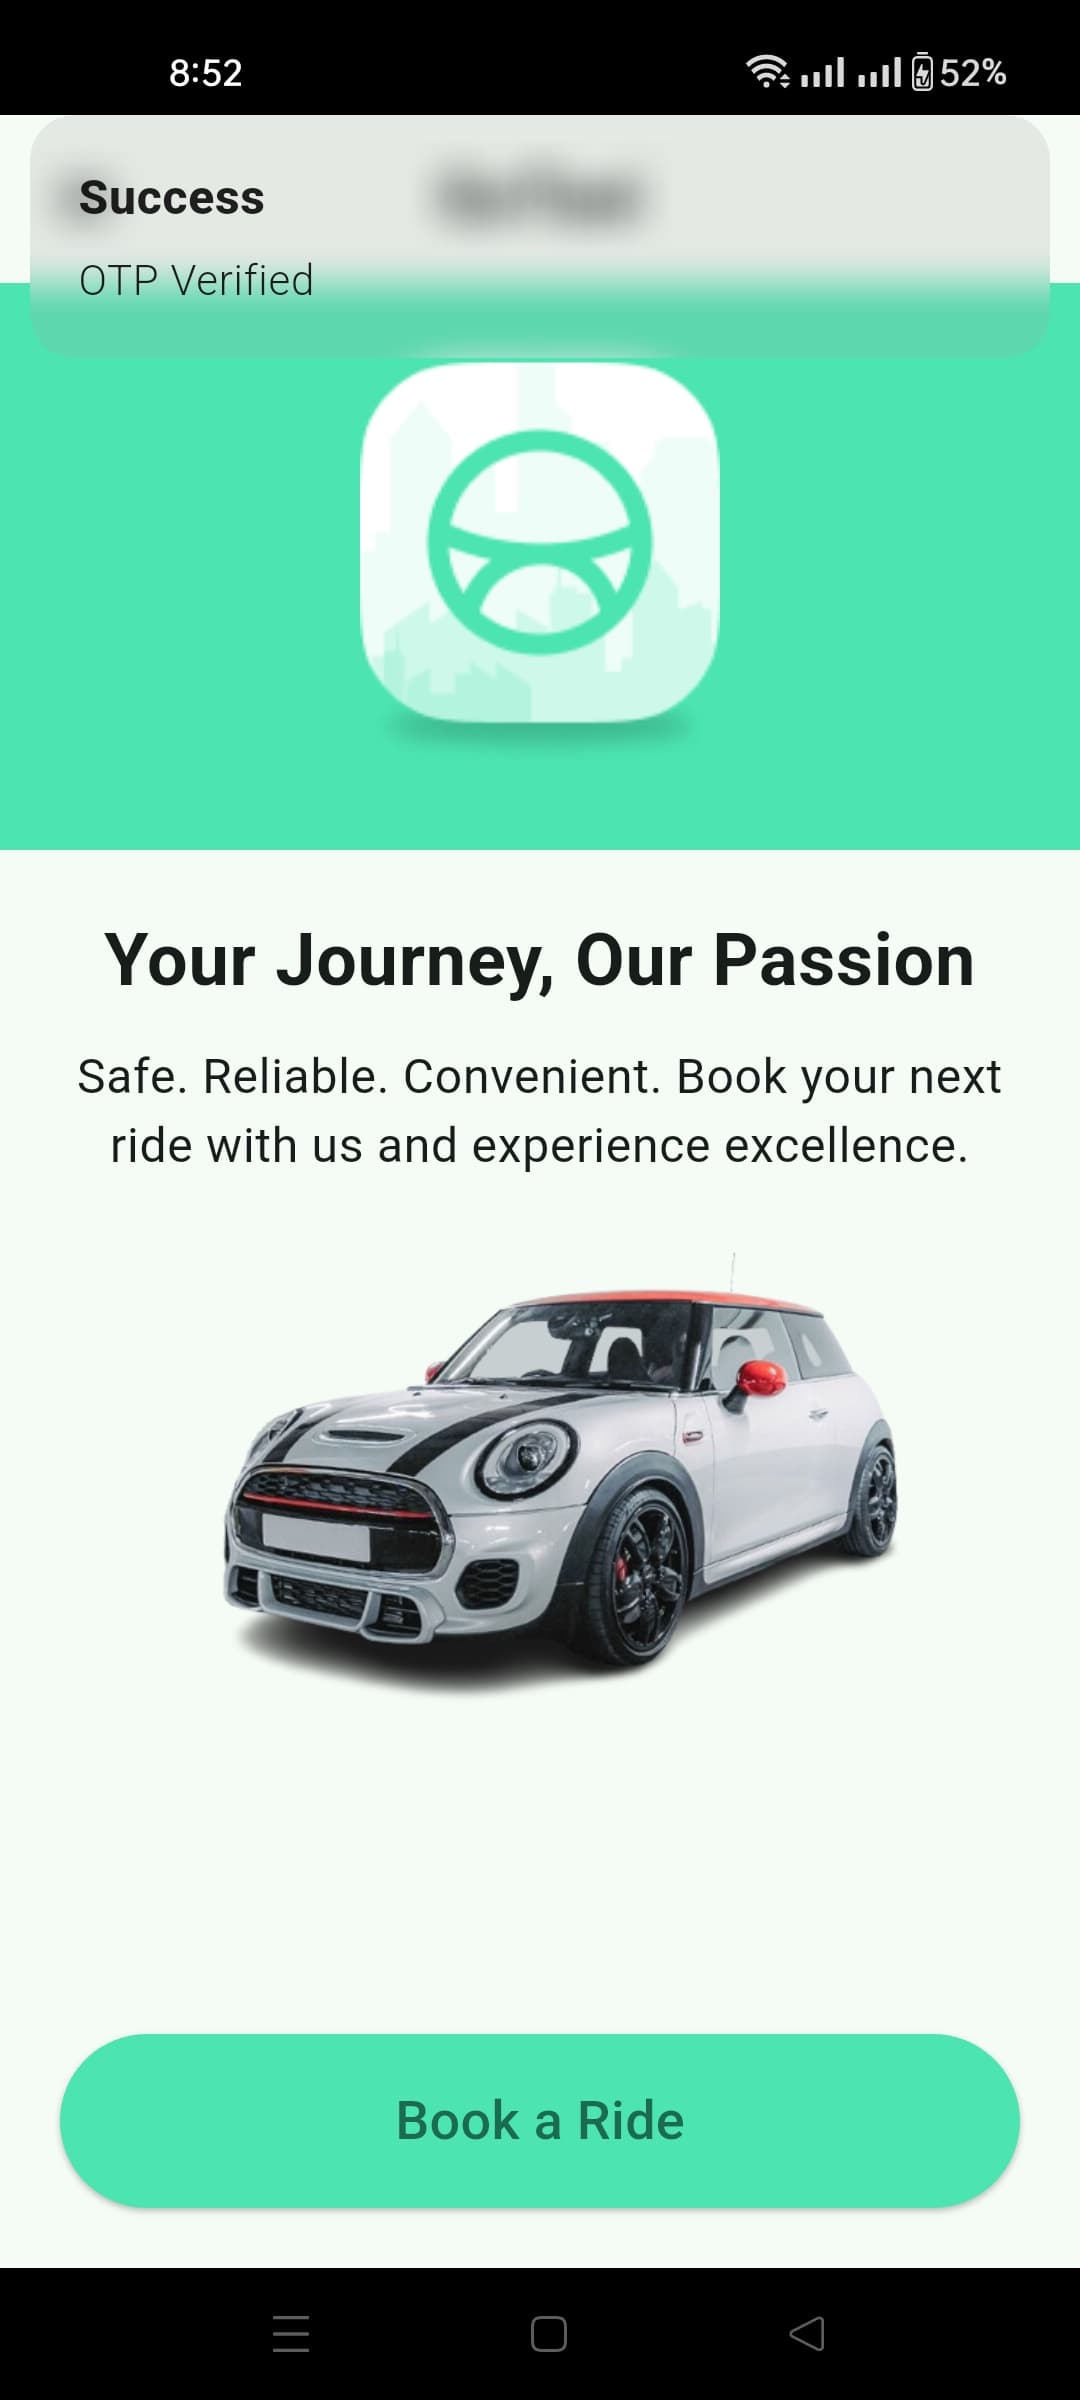 8:52
52%
Success
OTP Verified
Your Journey, Our Passion
Safe. Reliable. Convenient. Book your next
ride with us and experience excellence.
Book a Ride